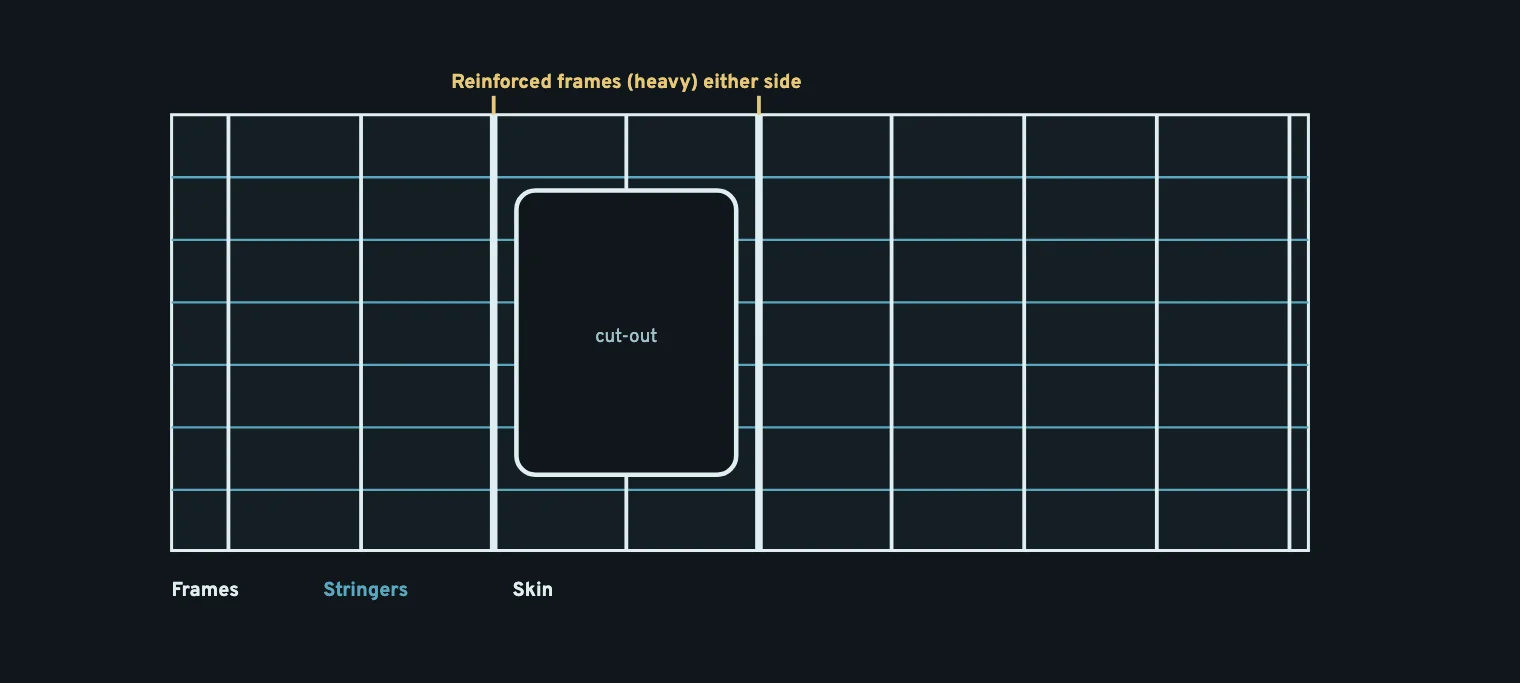 Reinforced frames (heavy) either side
cut-out
Frames
Stringers
Skin